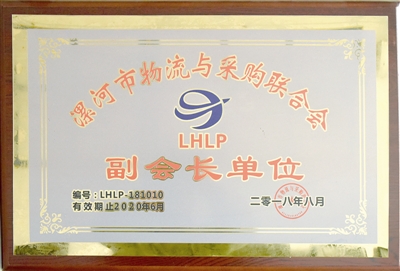 漯河市物流与采购联合会
LHLP
副会长单位
编号:LHLP-181010
有效期止2020年6月
二零一八年八月